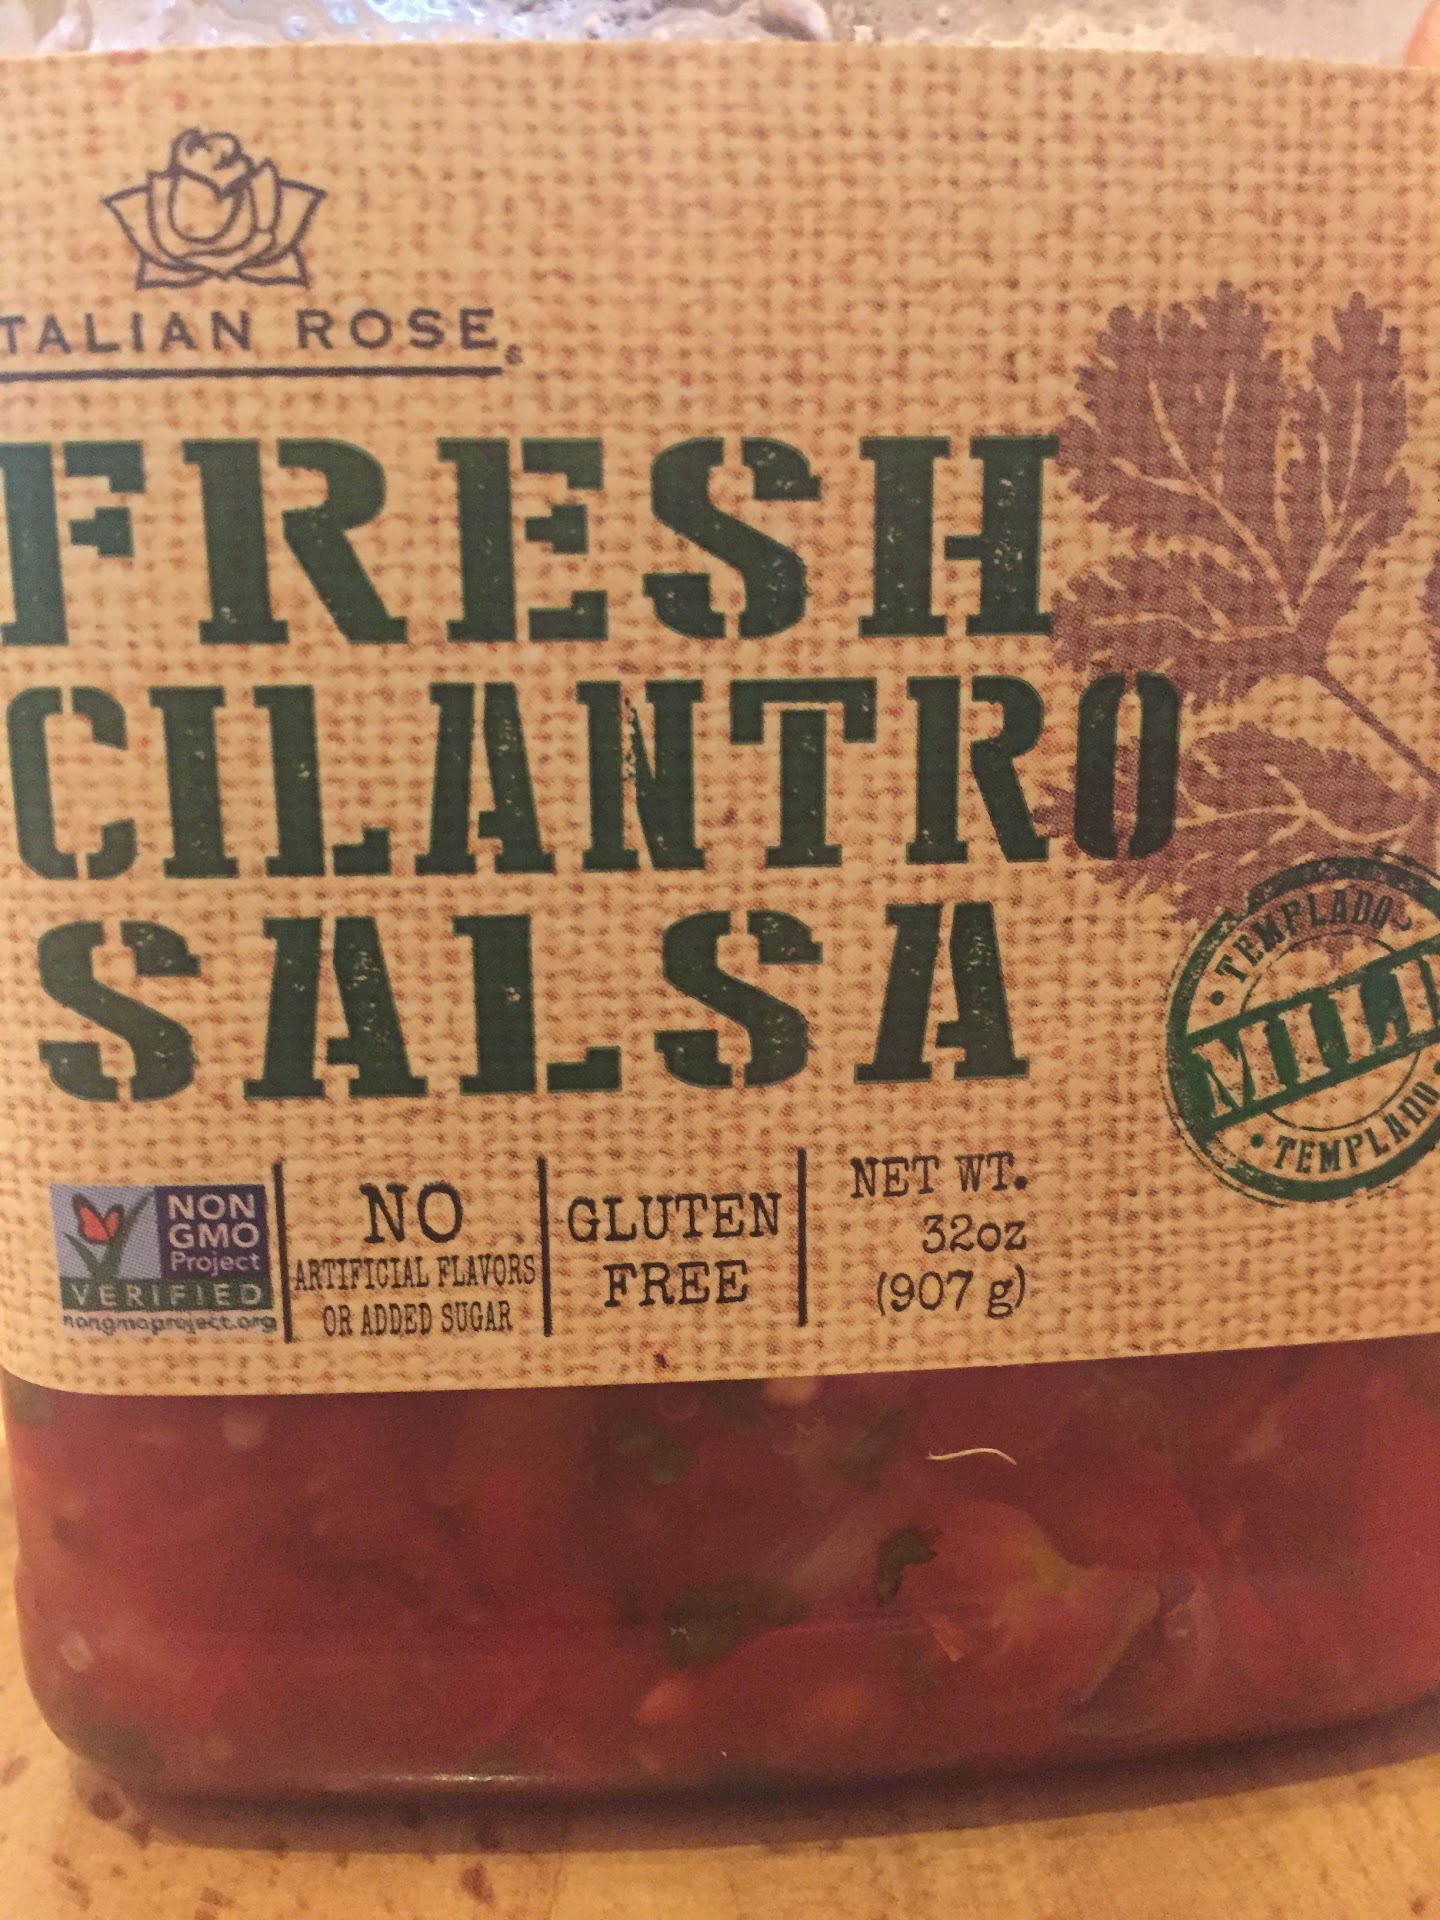 TALIAN ROSE
FRESH
CILANTRO
SALSA
TEMPLADO
MILD
TEMPLADO
NON
GMO
Project
VERIFIED
nongmoproject.org
NO
ARTIFICIAL FLAVORS
OR ADDED SUGAR
GLUTEN
FREE
NET WT.
32oz
(907 g)